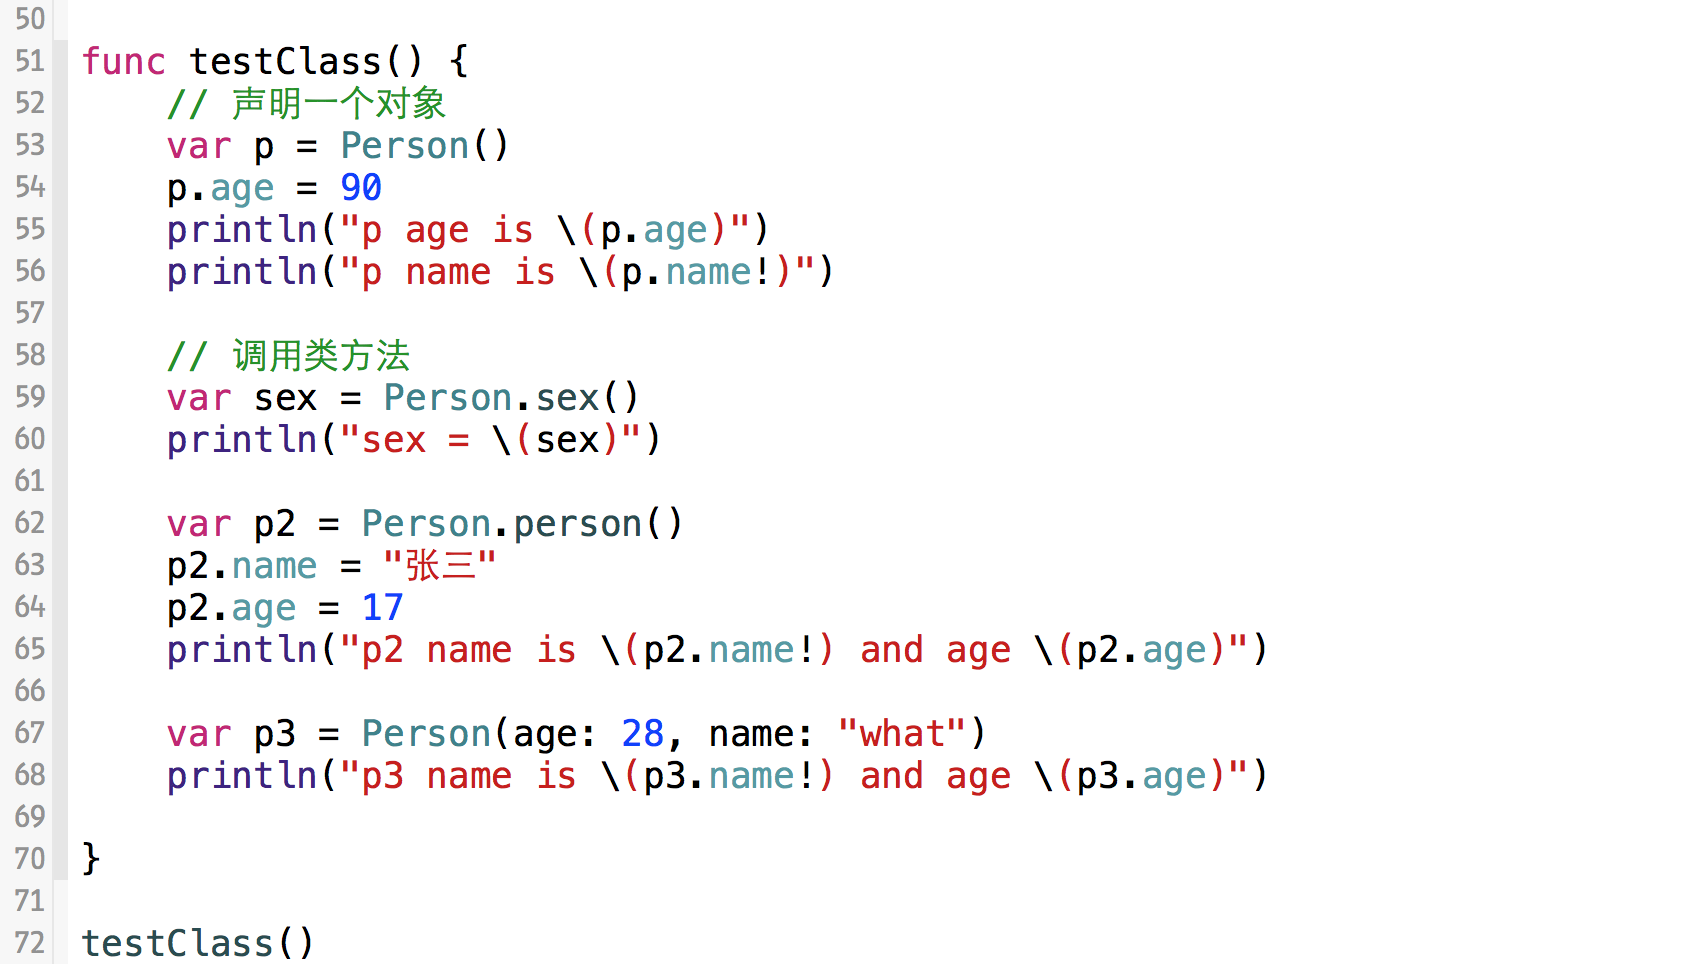 50
51 func testClass() {
52     // 声明一个对象
53     var p = Person()
54     p.age = 90
55     println("p age is \(p.age)")
56     println("p name is \(p.name!)")
57
58     // 调用类方法
59     var sex = Person.sex()
60     println("sex = \(sex)")
61
62     var p2 = Person.person()
63     p2.name = "张三"
64     p2.age = 17
65     println("p2 name is \(p2.name!) and age \(p2.age)")
66
67     var p3 = Person(age: 28, name: "what")
68     println("p3 name is \(p3.name!) and age \(p3.age)")
69
70 }
71
72 testClass()